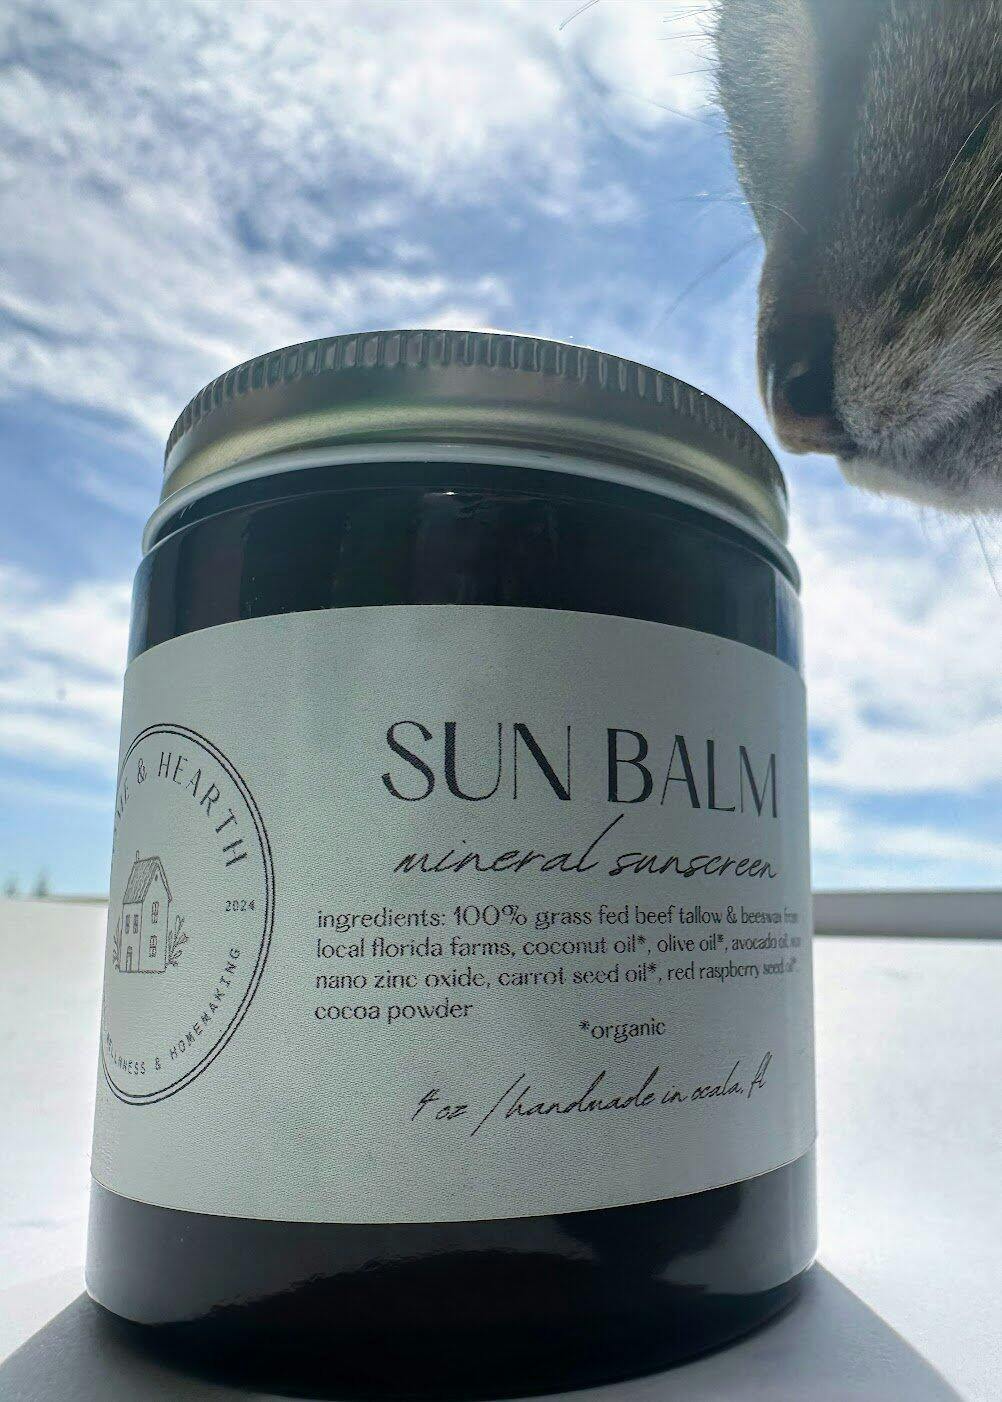 & HEARTH
2024
WELLNESS & HOMEMAKING
SUN BALM
mineral sunscreen
ingredients: 100% grass fed beef tallow & beeswax from
local florida farms, coconut oil*, olive oil*, avocado oil,
nano zinc oxide, carrot seed oil*, red raspberry seed oil*,
cocoa powder
*organic
4 oz / handmade in ocala, fl